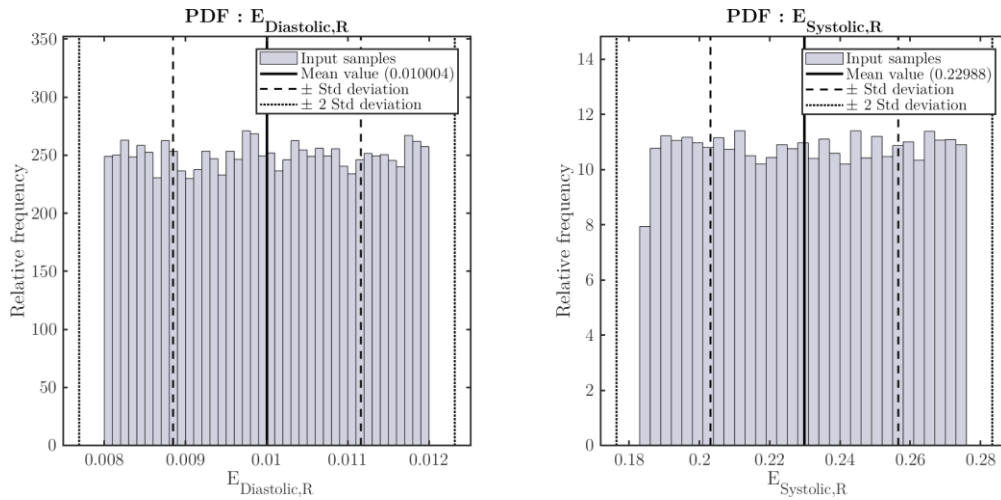 PDF : E_Diastolic,R
350
300
250
200
150
100
50
0
Relative frequency
Input samples
Mean value (0.010004)
± Std deviation
± 2 Std deviation
0.008 0.009 0.01 0.011 0.012
E_Diastolic,R
PDF : E_Systolic,R
14
12
10
8
6
4
2
0
Relative frequency
Input samples
Mean value (0.22988)
± Std deviation
± 2 Std deviation
0.18 0.2 0.22 0.24 0.26 0.28
E_Systolic,R